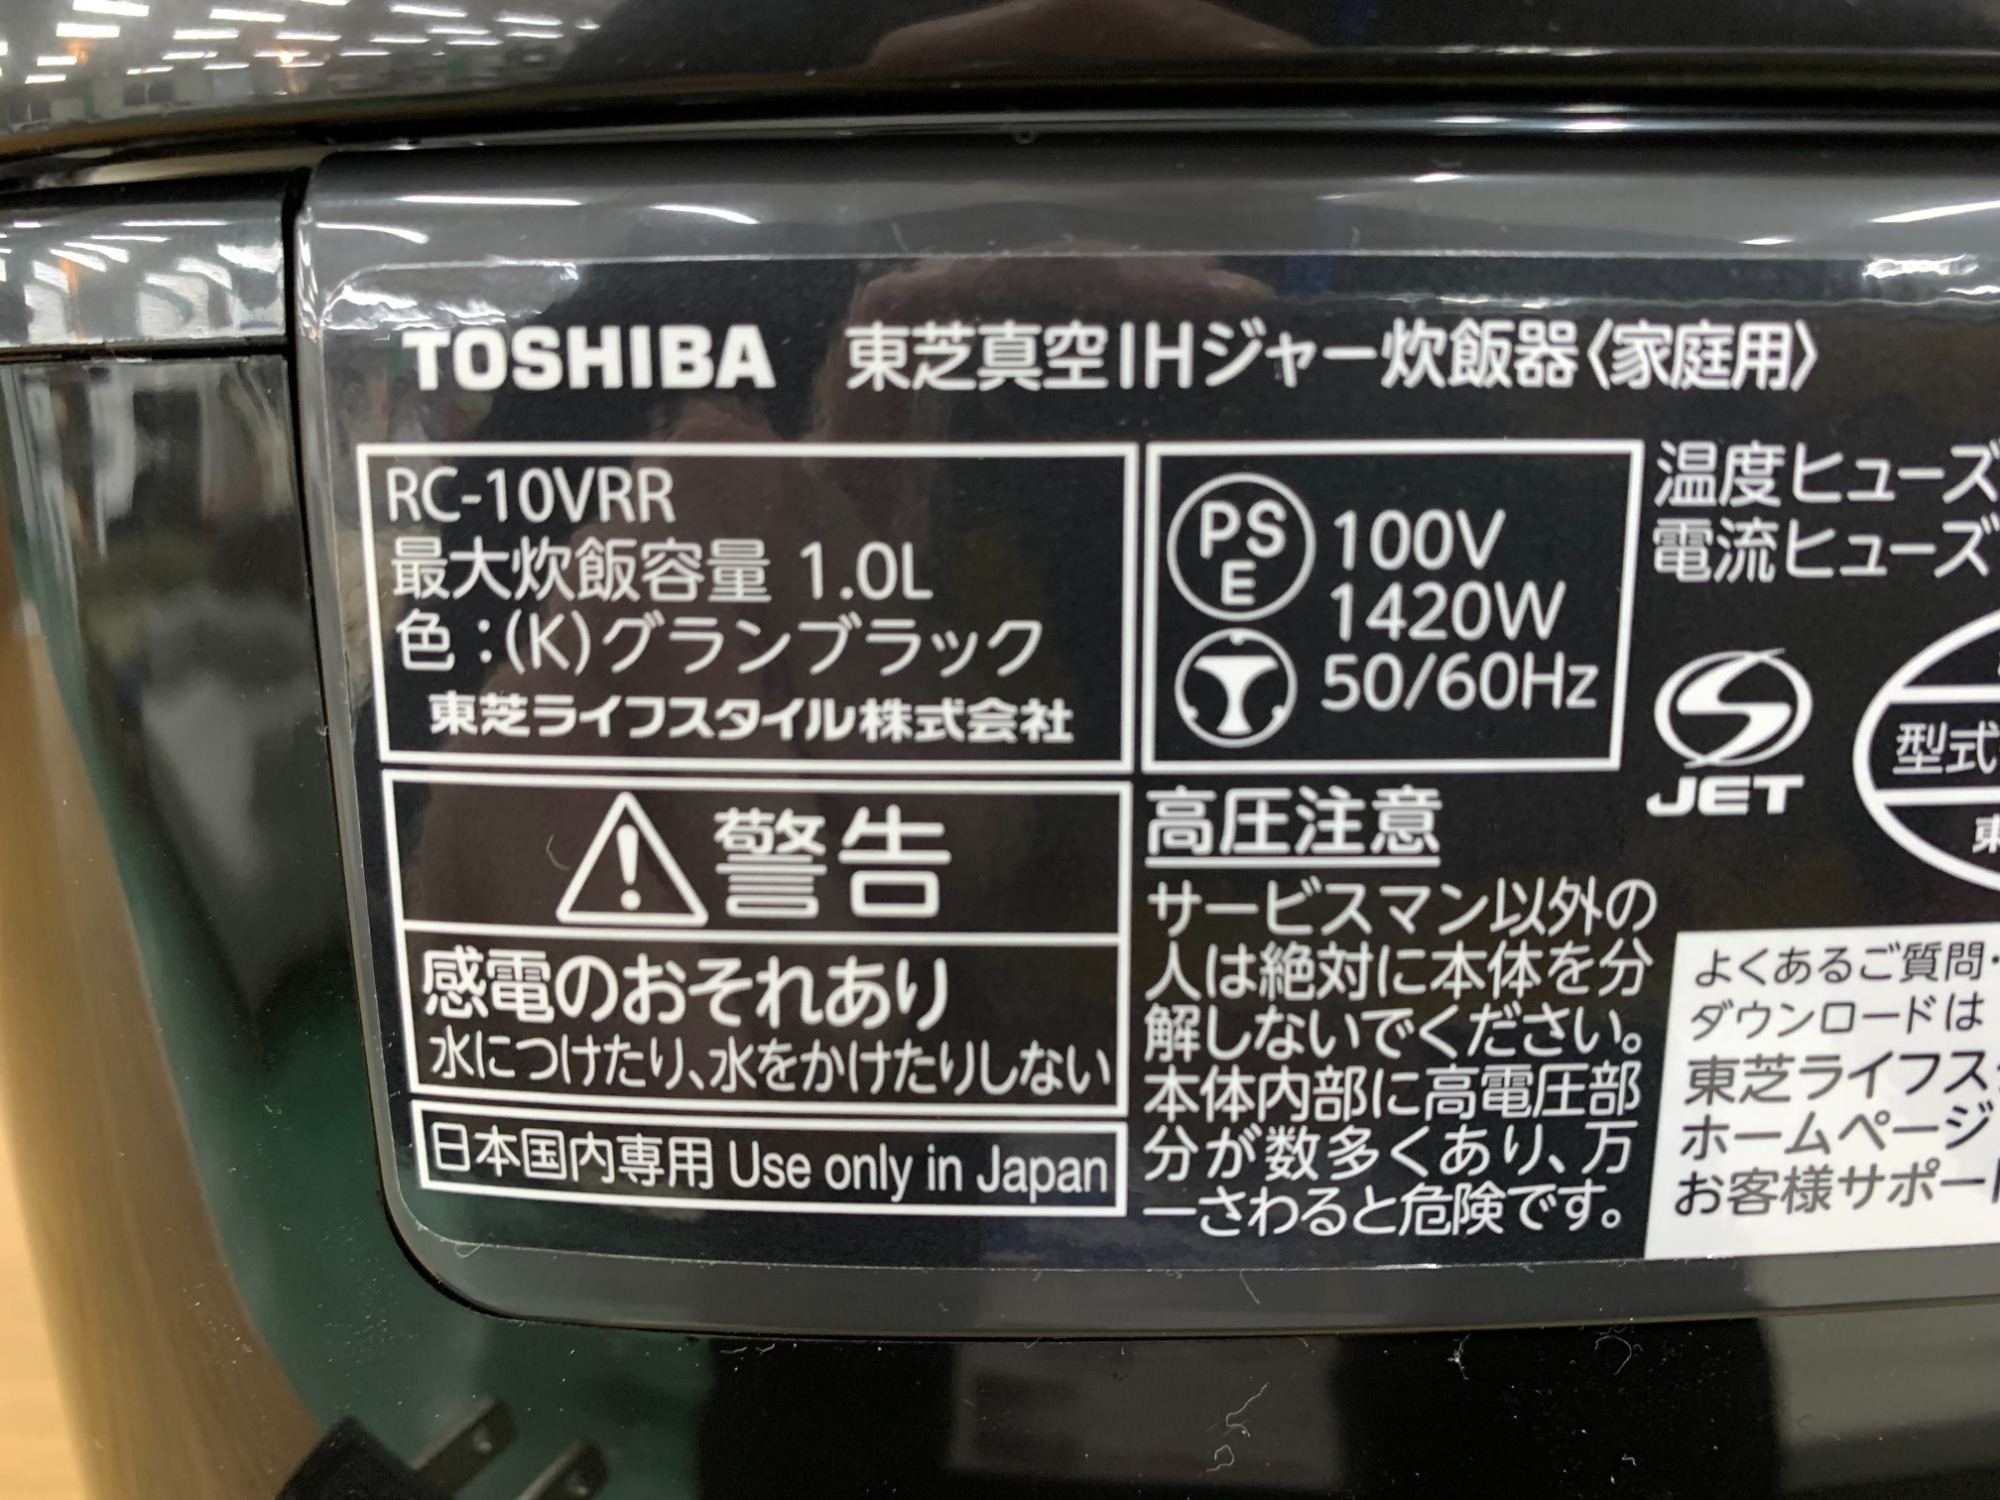 TOSHIBA 東芝真空IHジャー炊飯器〈家庭用〉
RC-10VRR
最大炊飯容量 1.0L
色：(K)グランブラック
東芝ライフスタイル株式会社
PS
E
100V
1420W
50/60Hz
温度ヒューズ
電流ヒューズ
JET
型式
東
警告
感電のおそれあり
水につけたり、水をかけたりしない
日本国内専用 Use only in Japan
高圧注意
サービスマン以外の
人は絶対に本体を分
解しないでください。
本体内部に高電圧部
分が数多くあり、万
一さわると危険です。
よくあるご質問・
ダウンロードは
東芝ライフス
ホームページ
お客様サポート